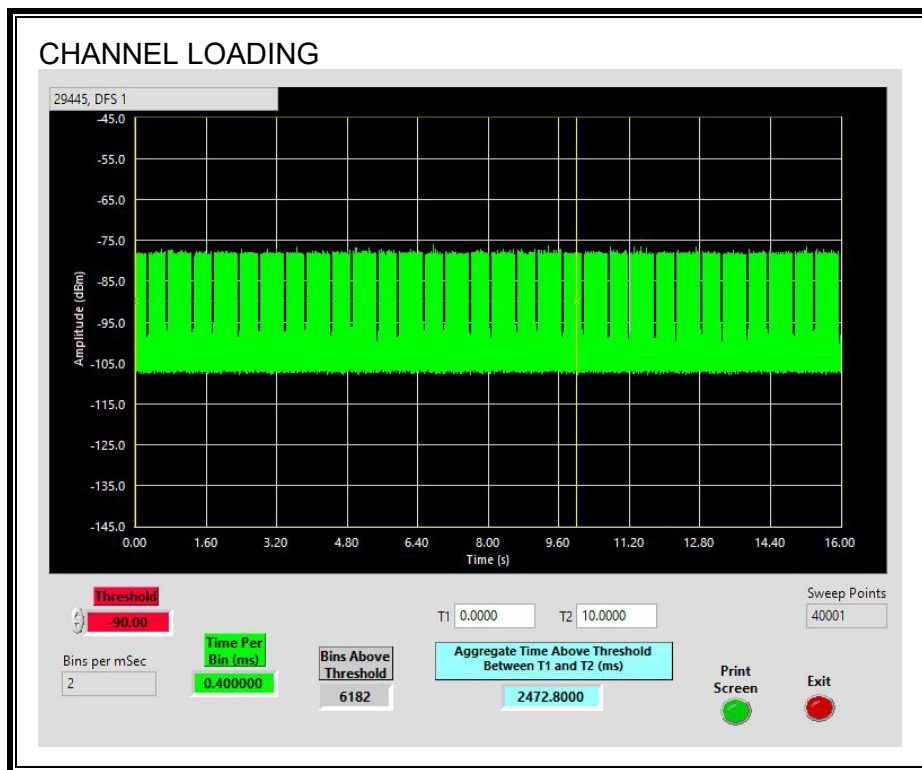 CHANNEL LOADING
29445, DFS 1
-45.0
-55.0
-65.0
-75.0
-85.0
-95.0
-105.0
-115.0
-125.0
-135.0
-145.0
Amplitude (dBm)
0.00 1.60 3.20 4.80 6.40 8.00 9.60 11.20 12.80 14.40 16.00
Time (s)
Threshold
-90.00
Bins per mSec
2
Time Per
Bin (ms)
0.400000
Bins Above
Threshold
6182
T1 0.0000 T2 10.0000
Aggregate Time Above Threshold
Between T1 and T2 (ms)
2472.8000
Sweep Points
40001
Print
Screen
Exit